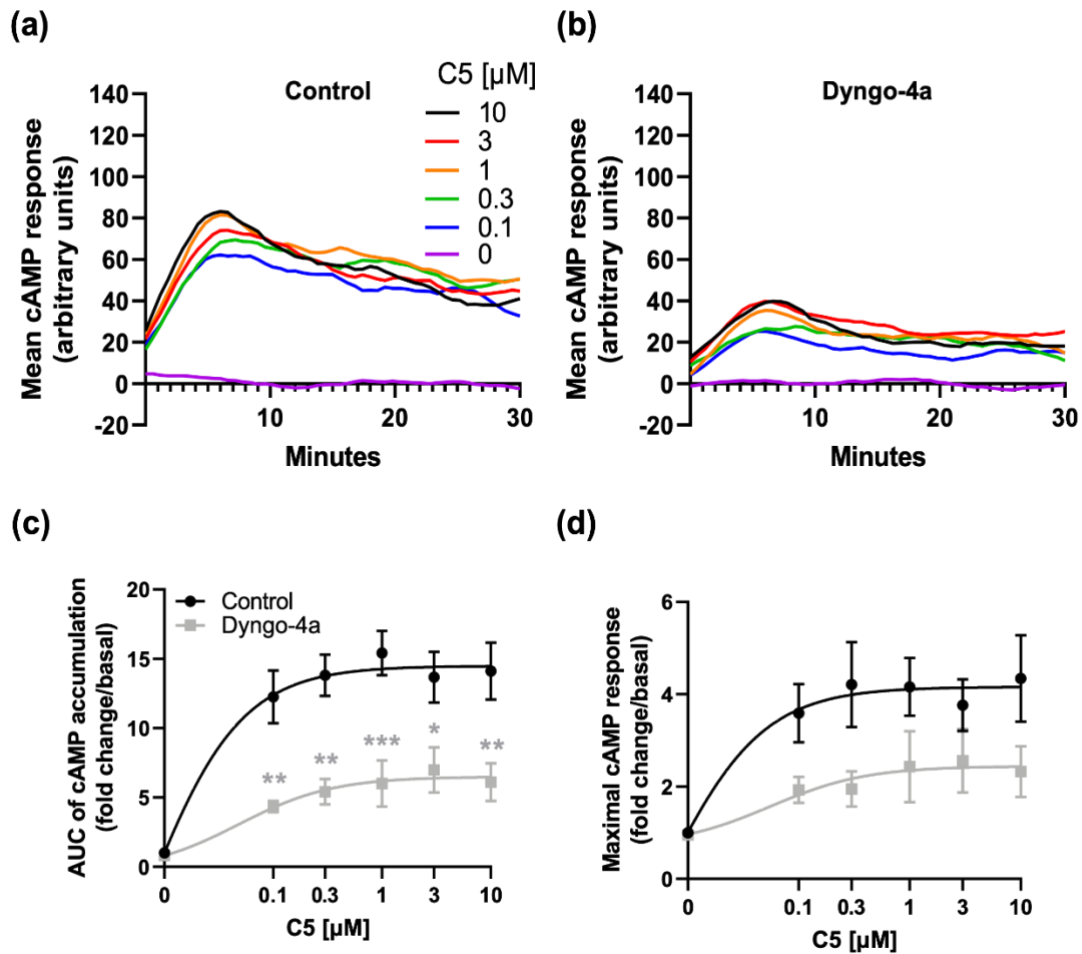 (a)
Control
C5 [µM]
10
3
1
0.3
0.1
0
Mean cAMP response
(arbitrary units)
140
120
100
80
60
40
20
0
-20
10
20
30
Minutes
(b)
Dyngo-4a
Mean cAMP response
(arbitrary units)
140
120
100
80
60
40
20
0
-20
10
20
30
Minutes
(c)
AUC of cAMP accumulation
(fold change/basal)
20
15
10
5
0
Control
Dyngo-4a
** ** *** * **
0 0.1 0.3 1 3 10
C5 [µM]
(d)
Maximal cAMP response
(fold change/basal)
6
4
2
0
0 0.1 0.3 1 3 10
C5 [µM]